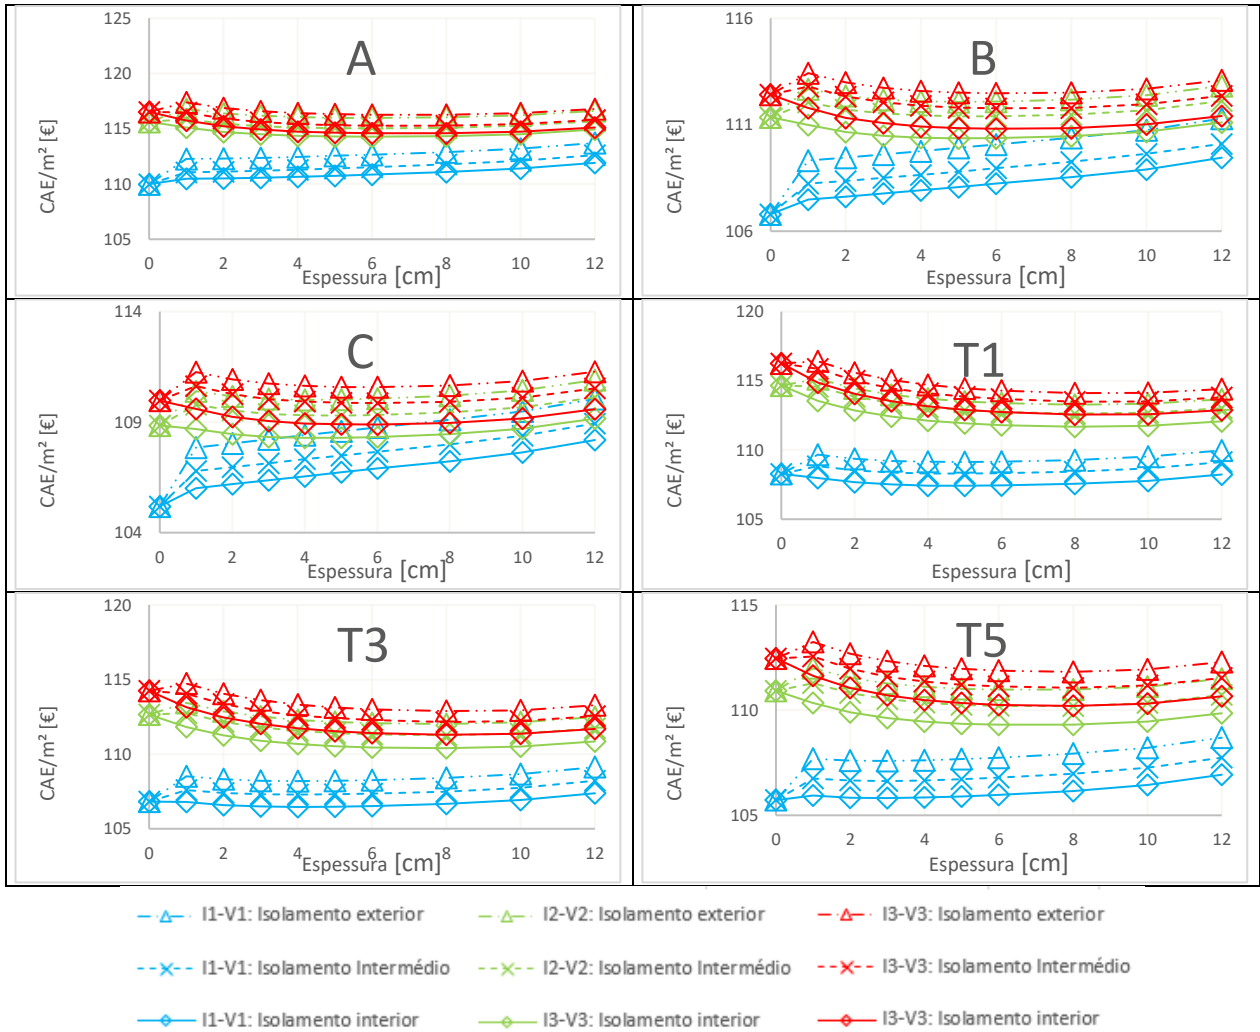 A
CAE/m² [€]
125
120
115
110
105
0 2 4 6 8 10 12
Espessura [cm]
B
CAE/m² [€]
116
111
106
0 2 4 6 8 10 12
Espessura [cm]
C
CAE/m² [€]
114
109
104
0 2 4 6 8 10 12
Espessura [cm]
T1
CAE/m² [€]
120
115
110
105
0 2 4 6 8 10 12
Espessura [cm]
T3
CAE/m² [€]
120
115
110
105
0 2 4 6 8 10 12
Espessura [cm]
T5
CAE/m² [€]
115
110
105
0 2 4 6 8 10 12
Espessura [cm]
I1-V1: Isolamento exterior I2-V2: Isolamento exterior I3-V3: Isolamento exterior
I1-V1: Isolamento Intermédio I2-V2: Isolamento Intermédio I3-V3: Isolamento Intermédio
I1-V1: Isolamento interior I3-V3: Isolamento interior I3-V3: Isolamento interior